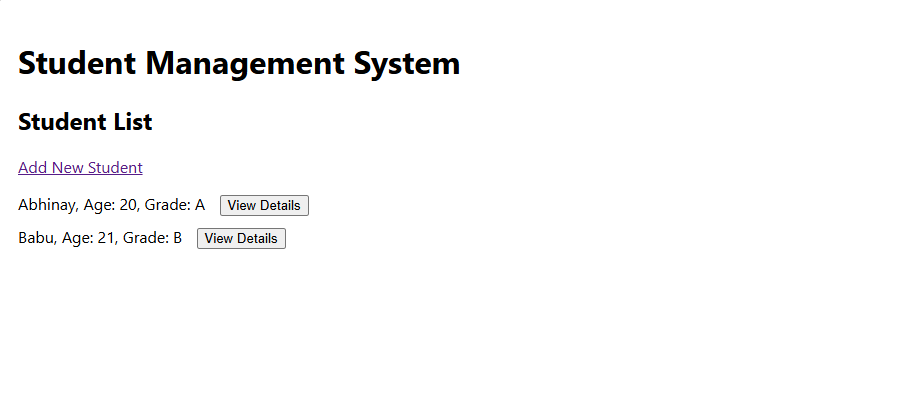 Student Management System
Student List
Add New Student
Abhinay, Age: 20, Grade: A View Details
Babu, Age: 21, Grade: B View Details